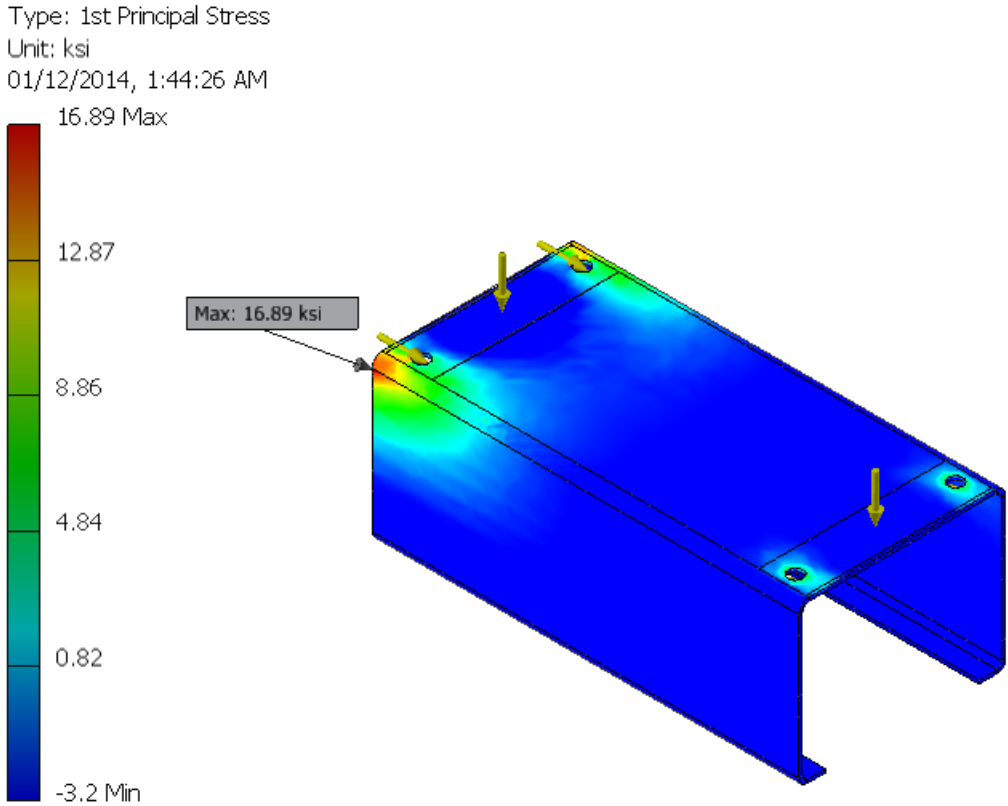 Type: 1st Principal Stress
Unit: ksi
01/12/2014, 1:44:26 AM
16.89 Max
12.87
Max: 16.89 ksi
8.86
4.84
0.82
-3.2 Min